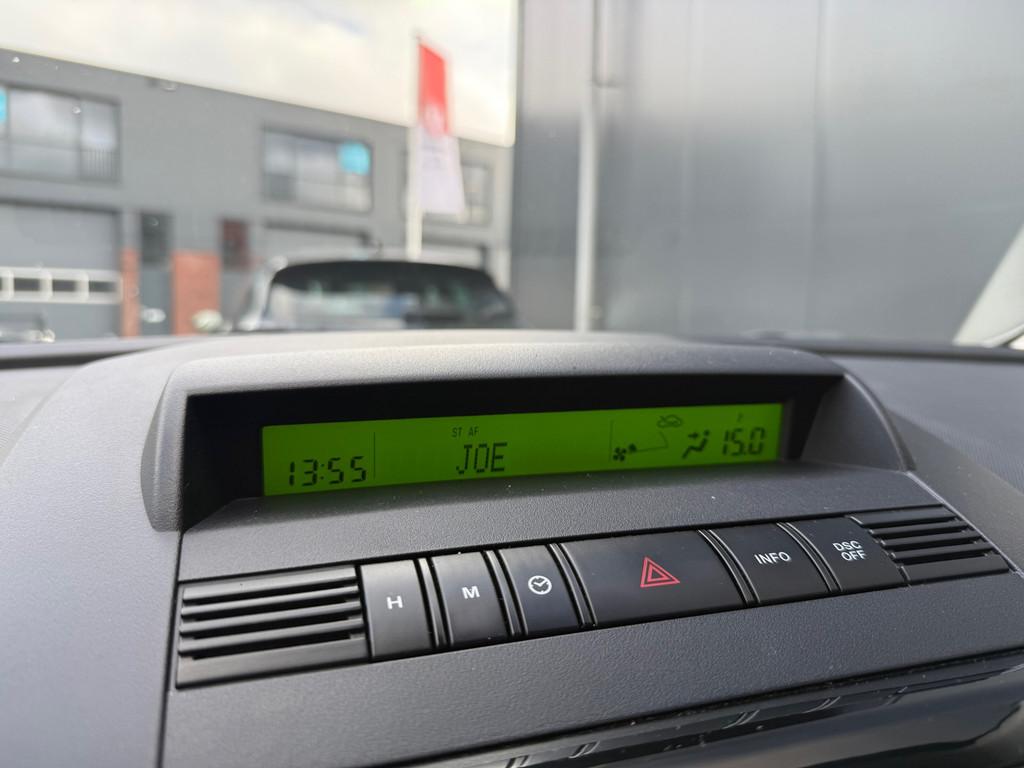 ST AF
13:55 JOE 15.0
H M INFO DSC
OFF